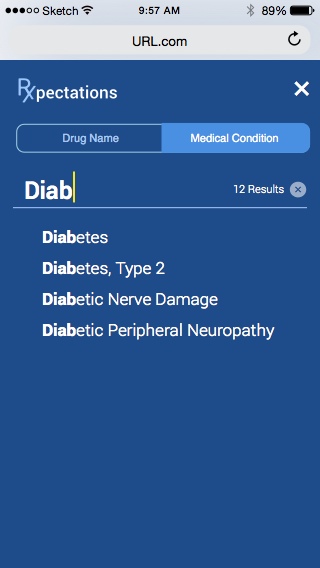 Sketch 9:57 AM 89%
URL.com
Rxpectations
Drug Name Medical Condition
Diab 12 Results
Diabetes
Diabetes, Type 2
Diabetic Nerve Damage
Diabetic Peripheral Neuropathy